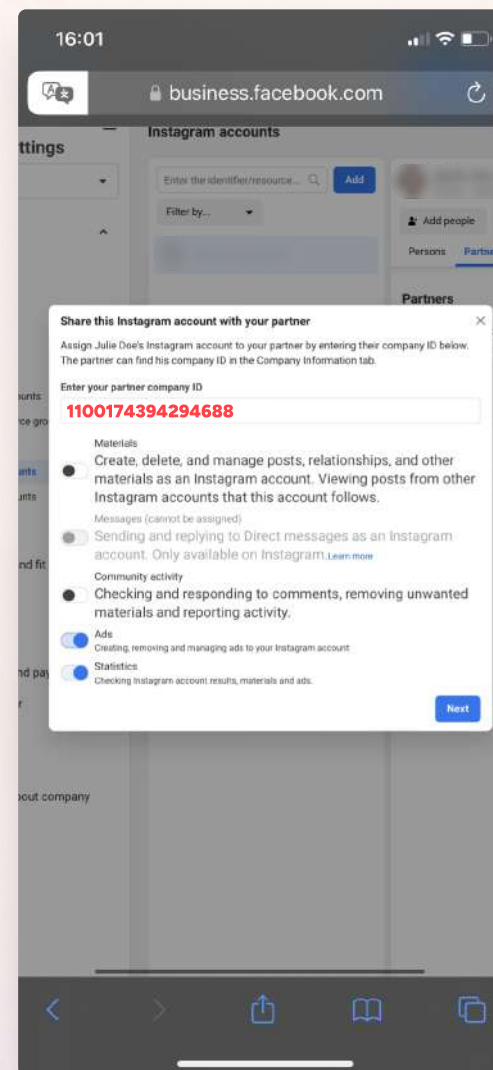 16:01
business.facebook.com
ttings
Instagram accounts
Enter the identifier/resource...
Add
Filter by...
Add people
Persons
Partne
Partners
Share this Instagram account with your partner
Assign Julie Doe's Instagram account to your partner by entering their company ID below.
The partner can find his company ID in the Company Information tab.
Enter your partner company ID
1100174394294688
Materials
Create, delete, and manage posts, relationships, and other
materials as an Instagram account. Viewing posts from other
Instagram accounts that this account follows.
Messages (cannot be assigned)
Sending and replying to Direct messages as an Instagram
account. Only available on Instagram. Learn more
Community activity
Checking and responding to comments, removing unwanted
materials and reporting activity.
Ads
Creating, removing and managing ads to your Instagram account
Statistics
Checking Instagram account results, materials and ads.
Next
ounts
rce gro
unts
unts
nd fit
nd pay
r
bout company